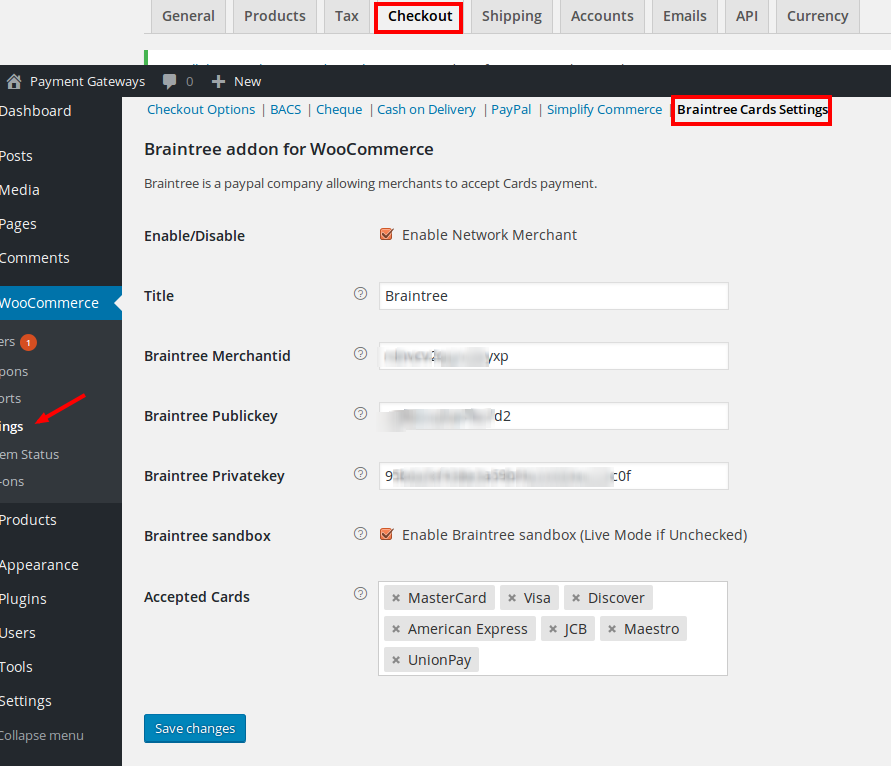 General Products Tax Checkout Shipping Accounts Emails API Currency
Payment Gateways 0 New
Dashboard
Posts
Media
Pages
Comments
WooCommerce
ers 1
pons
orts
ings
em Status
-ons
Products
Appearance
Plugins
Users
Tools
Settings
Collapse menu
Checkout Options | BACS | Cheque | Cash on Delivery | PayPal | Simplify Commerce | Braintree Cards Settings
Braintree addon for WooCommerce
Braintree is a paypal company allowing merchants to accept Cards payment.
Enable/Disable Enable Network Merchant
Title ? Braintree
Braintree Merchantid ? yxp
Braintree Publickey ? d2
Braintree Privatekey ? c0f
Braintree sandbox ? Enable Braintree sandbox (Live Mode if Unchecked)
Accepted Cards ? × MasterCard × Visa × Discover
× American Express × JCB × Maestro
× UnionPay
Save changes